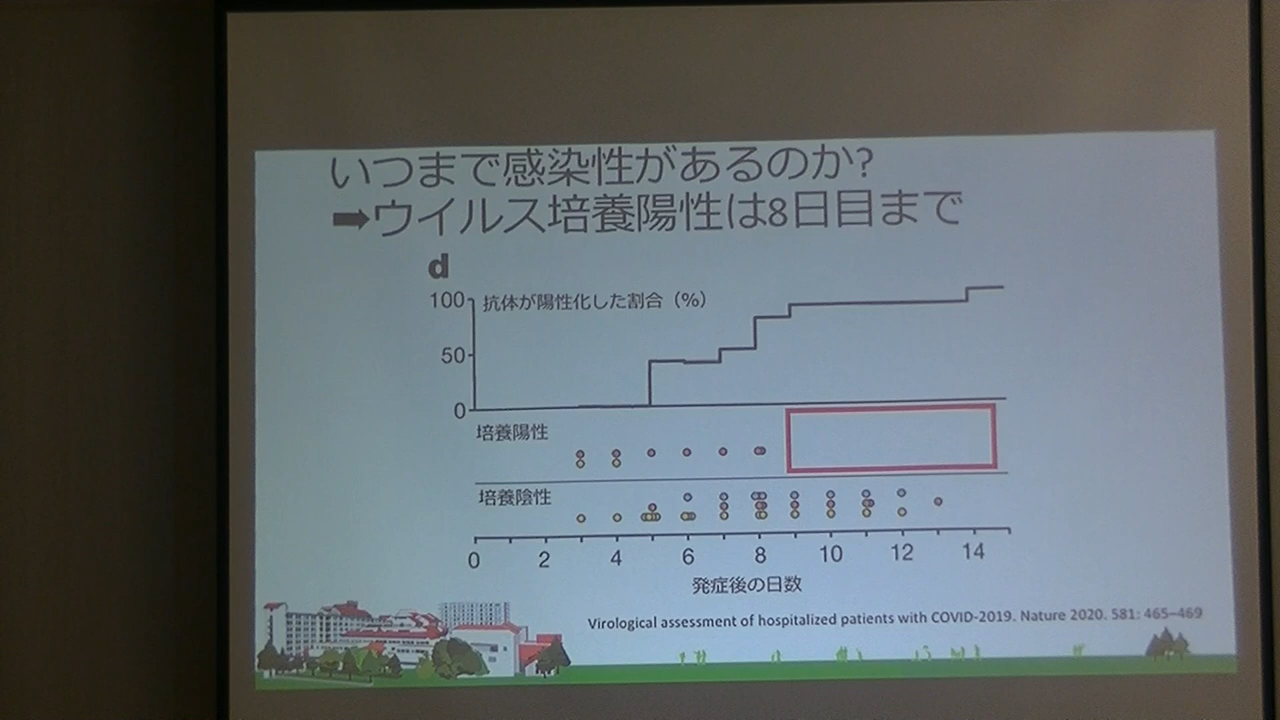 いつまで感染性があるのか?
➡ウイルス培養陽性は8日目まで
d
100
抗体が陽性化した割合（%）
50
0
培養陽性
培養陰性
0 2 4 6 8 10 12 14
発症後の日数
Virological assessment of hospitalized patients with COVID-2019. Nature 2020. 581: 465–469